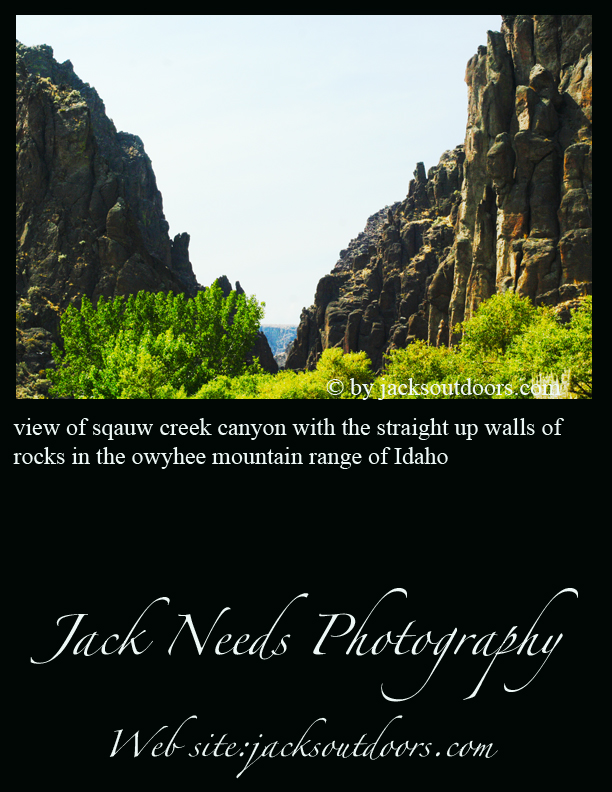 © by jacksoutdoors.com
view of sqauw creek canyon with the straight up walls of
rocks in the owyhee mountain range of Idaho
Jack Needs Photography
Web site:jacksoutdoors.com